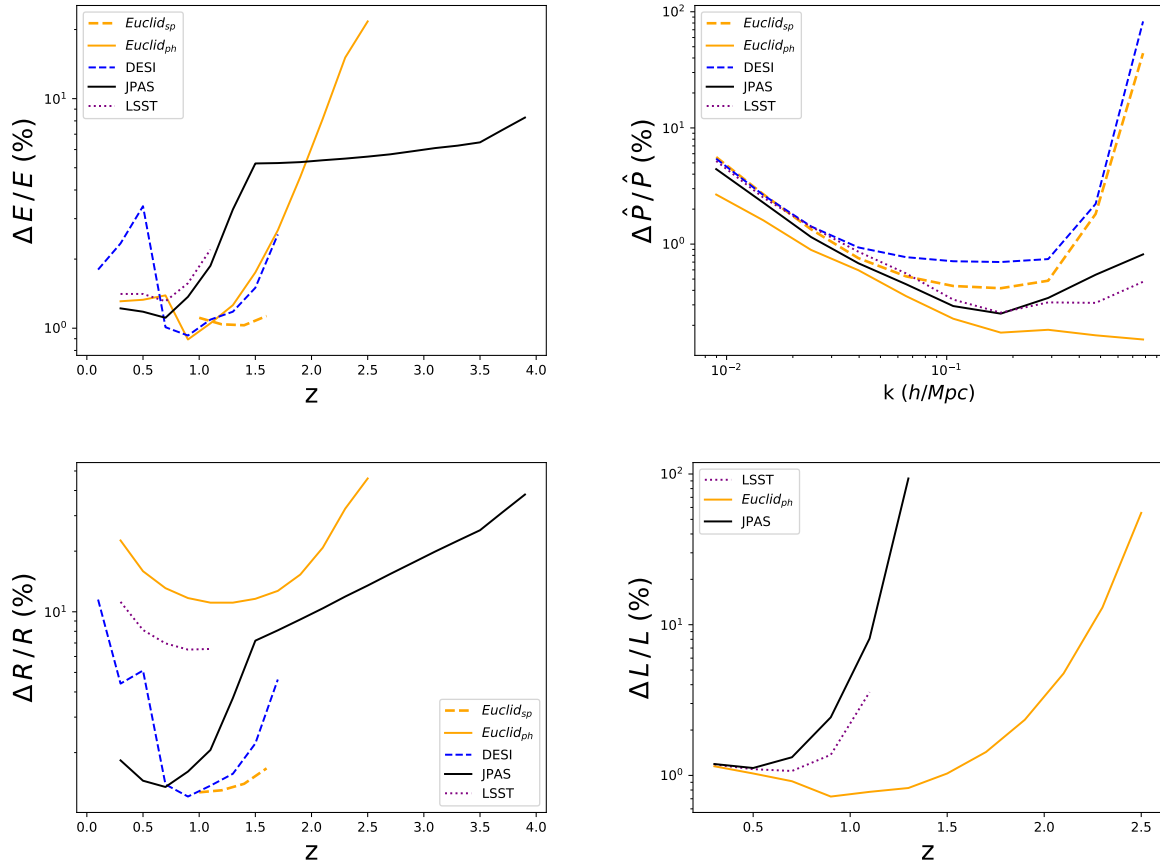 Euclid_sp
Euclid_ph
DESI
JPAS
LSST
10^1
10^0
ΔE/E (%)
0.0 0.5 1.0 1.5 2.0 2.5 3.0 3.5 4.0
z
Euclid_sp
Euclid_ph
DESI
JPAS
LSST
10^2
10^1
10^0
ΔP̂/P̂ (%)
10^-2 10^-1
k (h/Mpc)
10^1
ΔR/R (%)
Euclid_sp
Euclid_ph
DESI
JPAS
LSST
0.0 0.5 1.0 1.5 2.0 2.5 3.0 3.5 4.0
z
LSST
Euclid_ph
JPAS
10^2
10^1
10^0
ΔL/L (%)
0.5 1.0 1.5 2.0 2.5
z